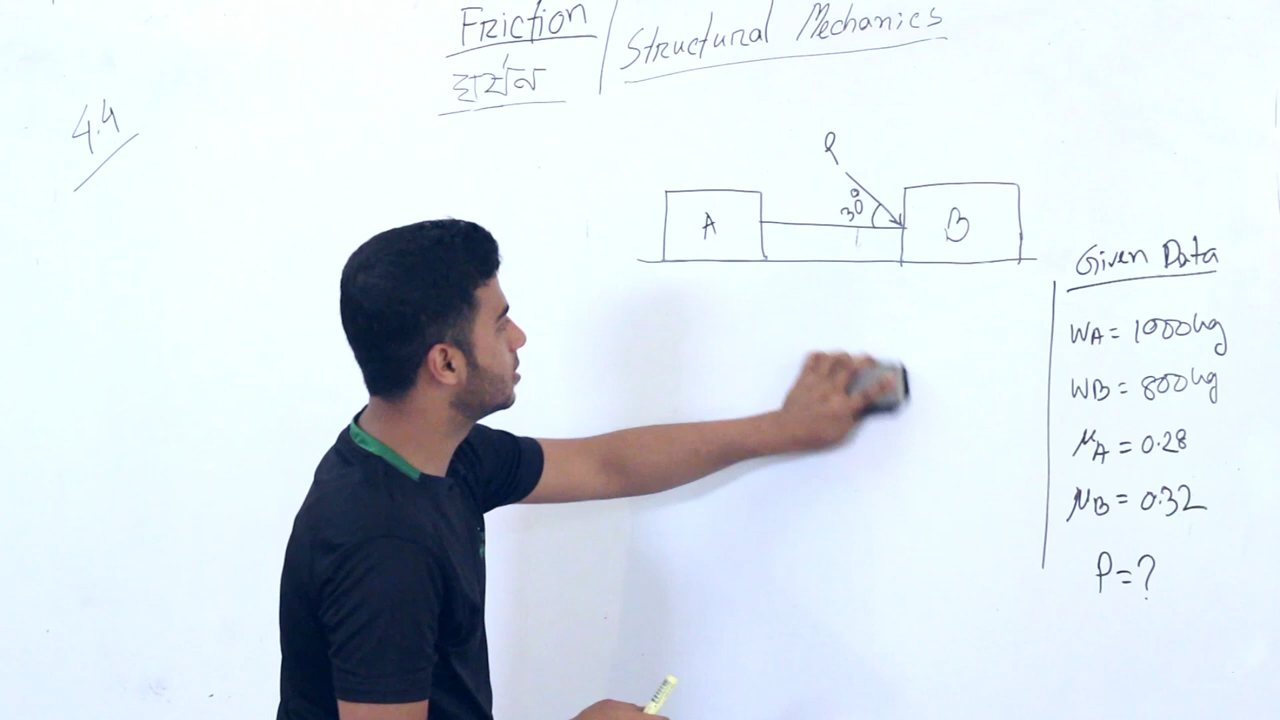 Friction / Structural Mechanics
ঘর্ষন
4.4
P
30°
A
B
Given Data
WA = 1000kg
WB = 800kg
μA = 0.28
μB = 0.32
P = ?